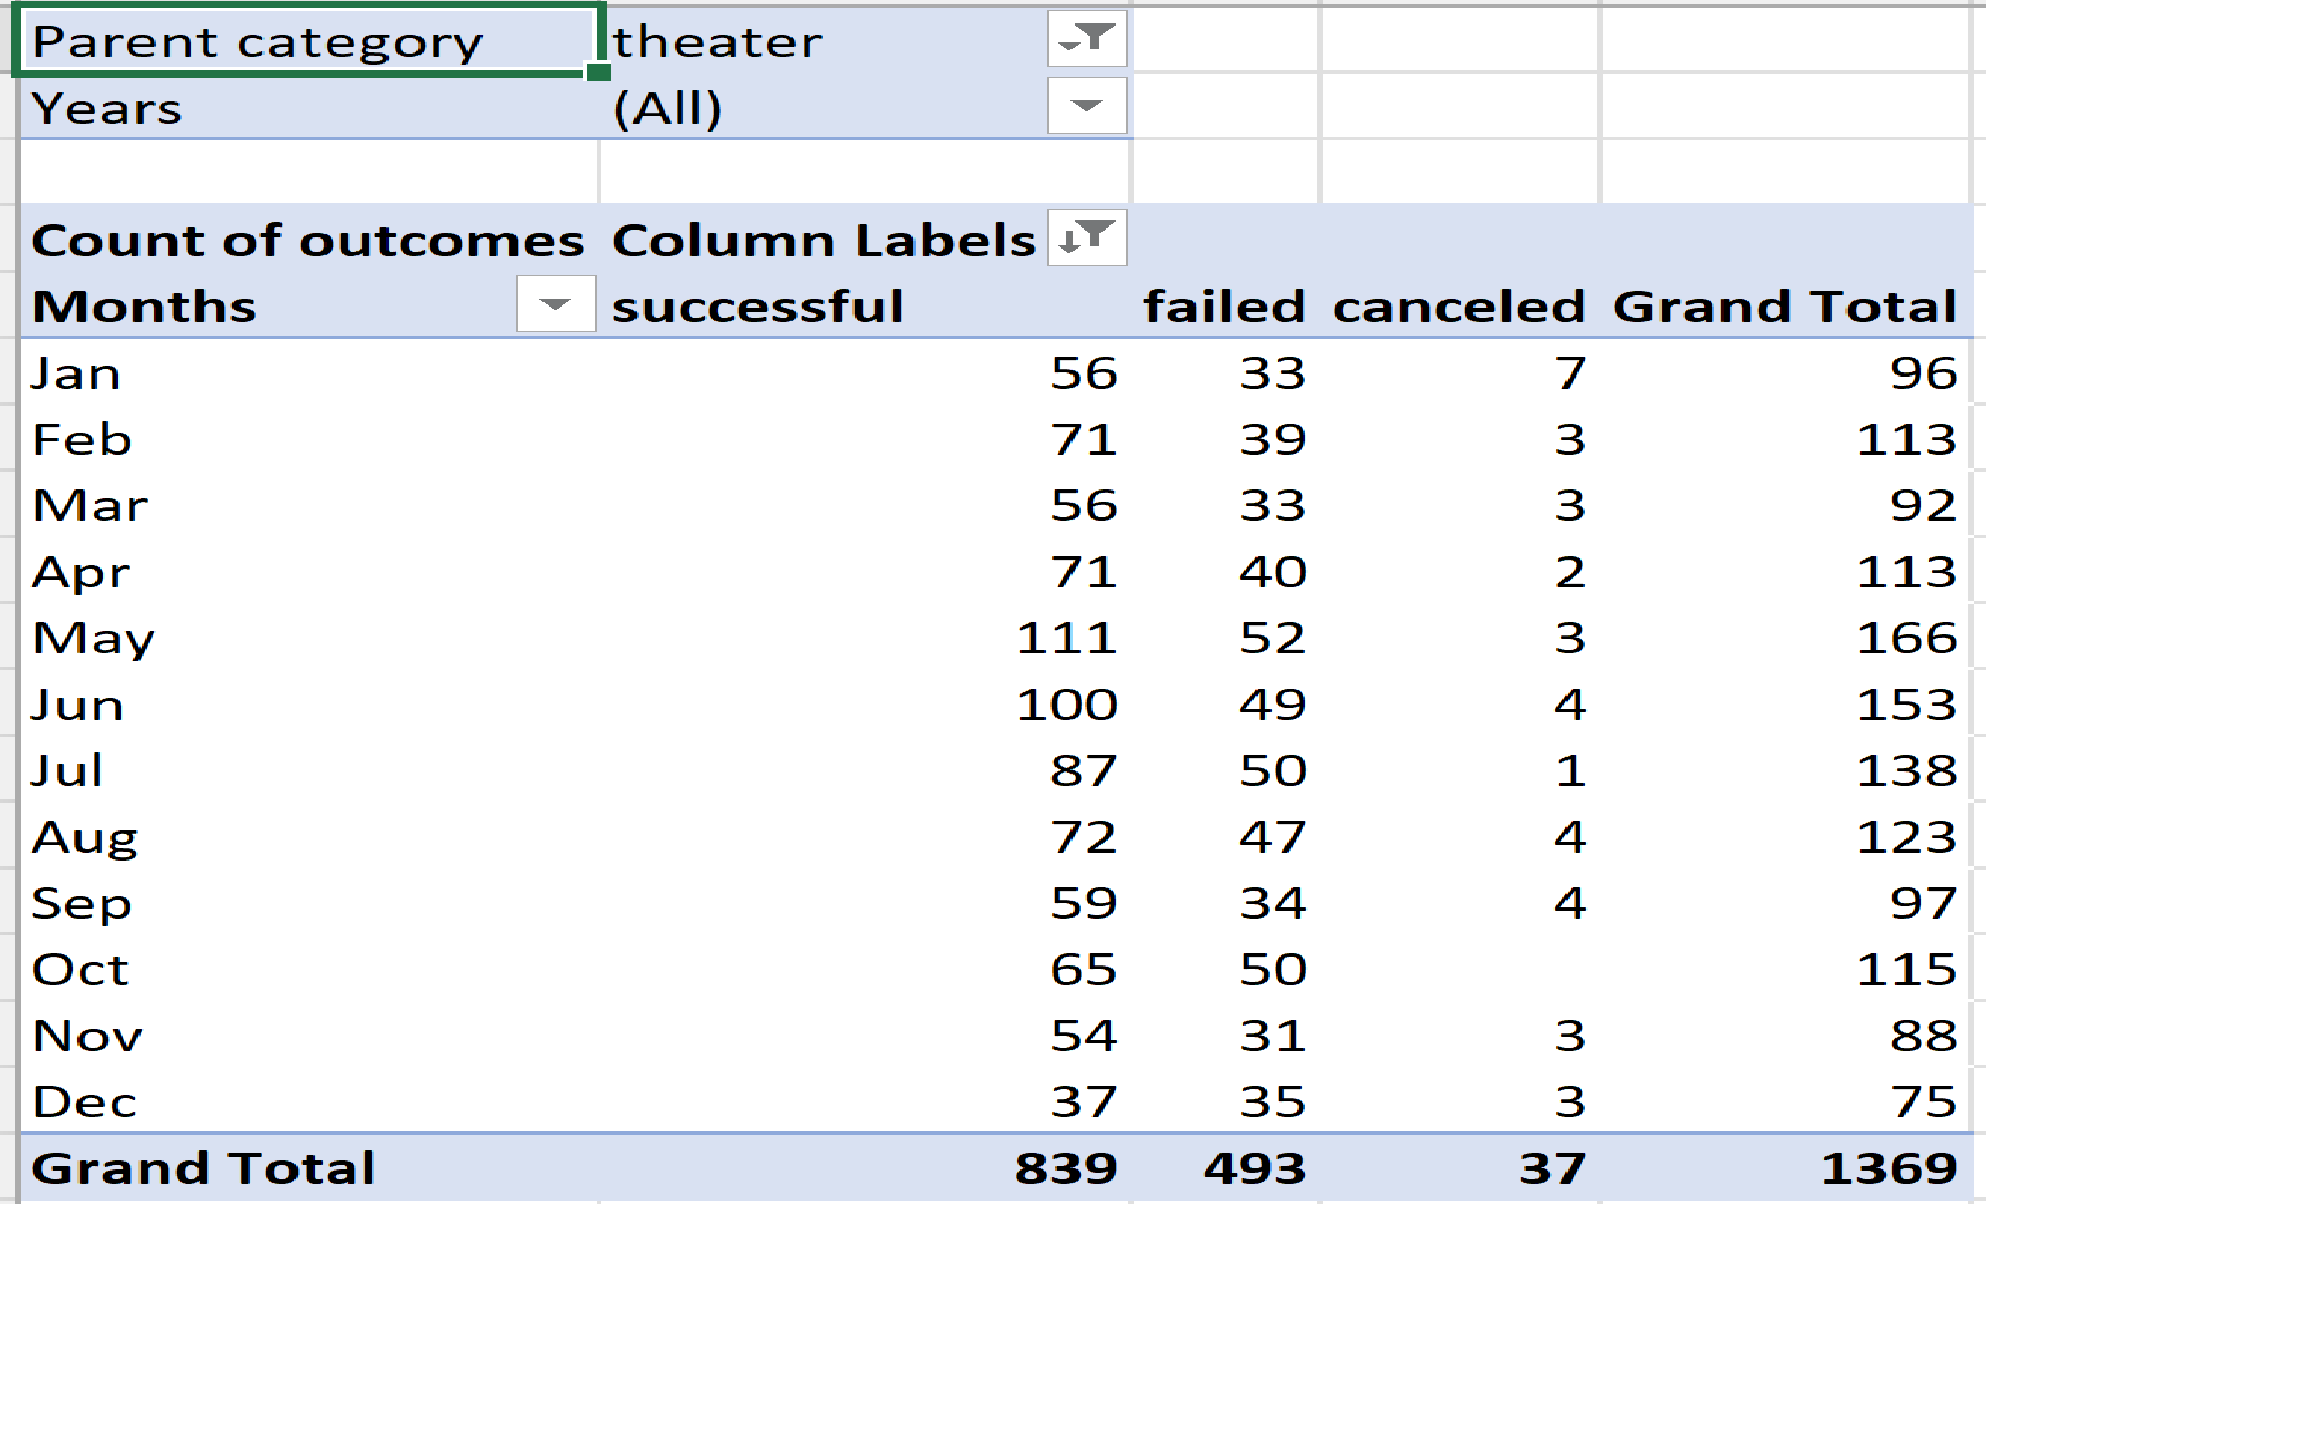 Parent category theater
Years (All)
Count of outcomes Column Labels
Months successful failed canceled Grand Total
Jan 56 33 7 96
Feb 71 39 3 113
Mar 56 33 3 92
Apr 71 40 2 113
May 111 52 3 166
Jun 100 49 4 153
Jul 87 50 1 138
Aug 72 47 4 123
Sep 59 34 4 97
Oct 65 50 115
Nov 54 31 3 88
Dec 37 35 3 75
Grand Total 839 493 37 1369